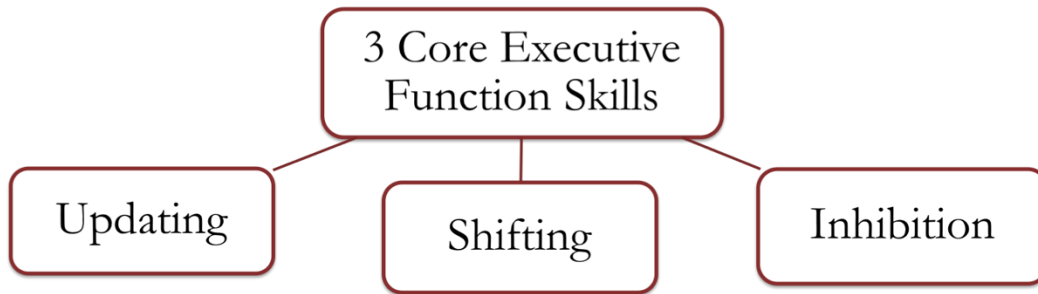 3 Core Executive
Function Skills
Updating
Shifting
Inhibition